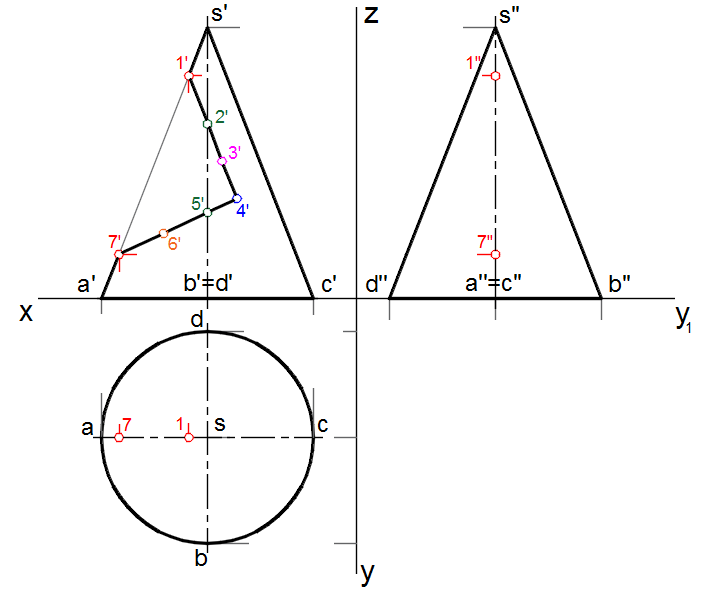 s' z s"
1' 1"
2'
3'
5' 4'
7' 6' 7"
a' b'=d' c' d" a"=c" b"
x y1
d
a 7 1 s c
b y